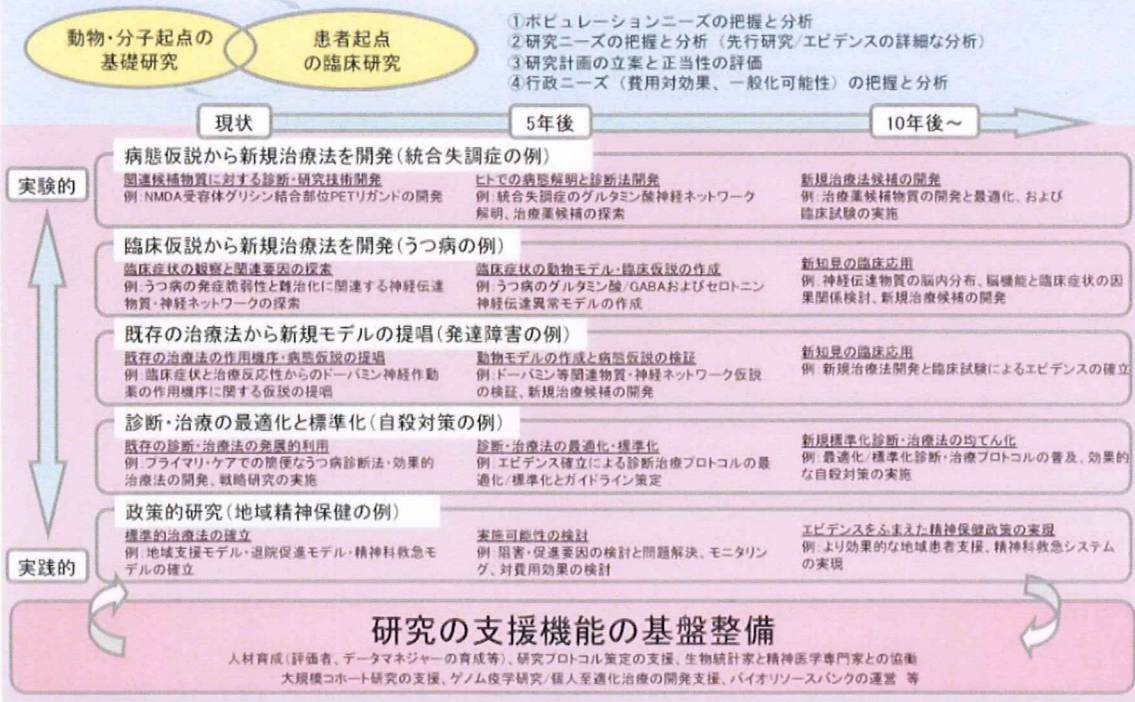 動物・分子起点の
基礎研究
患者起点
の臨床研究
①ポピュレーションニーズの把握と分析
②研究ニーズの把握と分析（先行研究/エビデンスの詳細な分析）
③研究計画の立案と正当性の評価
④行政ニーズ（費用対効果、一般化可能性）の把握と分析
現状
5年後
10年後～
実験的
病態仮説から新規治療法を開発(統合失調症の例)
関連候補物質に対する診断・研究技術開発
例:NMDA受容体グリシン結合部位PETリガンドの開発
ヒトでの病態解明と診断法開発
例:統合失調症のグルタミン酸神経ネットワーク
解明、治療薬候補の探索
新規治療法候補の開発
例:治療薬候補物質の開発と最適化、および
臨床試験の実施
臨床仮説から新規治療法を開発(うつ病の例)
臨床症状の観察と関連要因の探索
例:うつ病の発症脆弱性と難治化に関連する神経伝達
物質・神経ネットワークの探索
臨床症状の動物モデル・臨床仮説の作成
例:うつ病のグルタミン酸/GABAおよびセロトニン
神経伝達異常モデルの作成
新知見の臨床応用
例:神経伝達物質の脳内分布、脳機能と臨床症状の因
果関係検討、新規治療候補の開発
既存の治療法から新規モデルの提唱(発達障害の例)
既存の治療法の作用機序・病態仮説の提唱
例:臨床症状と治療反応性からのドーパミン神経作動
薬の作用機序に関する仮説の提唱
動物モデルの作成と病態仮説の検証
例:ドーパミン等関連物質・神経ネットワーク仮説
の検証、新規治療候補の開発
新知見の臨床応用
例:新規治療法開発と臨床試験によるエビデンスの確立
診断・治療の最適化と標準化(自殺対策の例)
既存の診断・治療法の発展的利用
例:プライマリ・ケアでの簡便なうつ病診断法・効果的
治療法の開発、戦略研究の実施
診断・治療法の最適化・標準化
例:エビデンス確立による診断治療プロトコルの最
適化/標準化とガイドライン策定
新規標準化診断・治療法の均てん化
例:最適化/標準化診断・治療プロトコルの普及、効果的
な自殺対策の実施
政策的研究(地域精神保健の例)
標準的治療法の確立
例:地域支援モデル・退院促進モデル・精神科救急モ
デルの確立
実施可能性の検討
例:阻害・促進要因の検討と問題解決、モニタリン
グ、対費用効果の検討
エビデンスをふまえた精神保健政策の実現
例:より効果的な地域患者支援、精神科救急システム
の実現
実践的
研究の支援機能の基盤整備
人材育成(評価者、データマネジャーの育成等)、研究プロトコル策定の支援、生物統計家と精神医学専門家との協働
大規模コホート研究の支援、ゲノム疫学研究/個人至適化治療の開発支援、バイオリソースバンクの運営 等